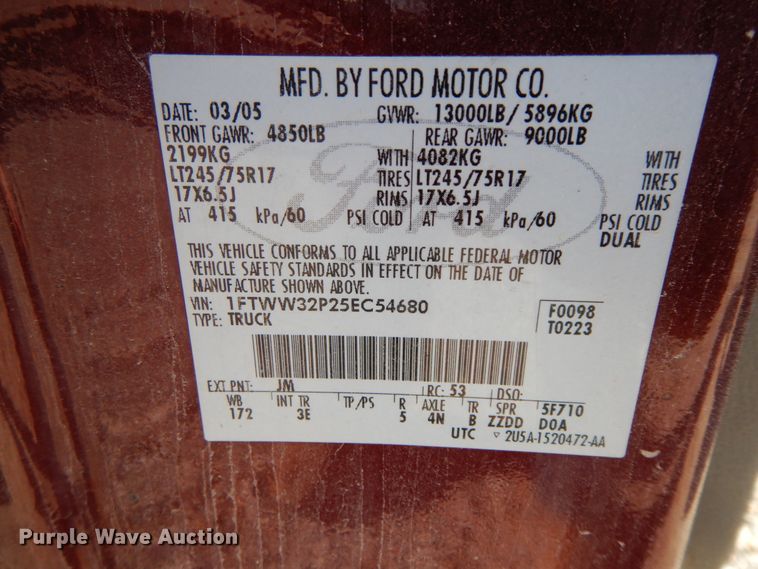 MFD. BY FORD MOTOR CO.
DATE: 03/05 GVWR: 13000LB/ 5896KG
FRONT GAWR: 4850LB REAR GAWR: 9000LB
2199KG WITH 4082KG WITH
LT245/75R17 TIRES LT245/75R17 TIRES
17X6.5J RIMS 17X6.5J RIMS
AT 415 kPa/60 PSI COLD AT 415 kPa/60 PSI COLD
DUAL
Ford
THIS VEHICLE CONFORMS TO ALL APPLICABLE FEDERAL MOTOR
VEHICLE SAFETY STANDARDS IN EFFECT ON THE DATE OF
MANUFACTURE SHOWN ABOVE.
VIN: 1FTWW32P25EC54680 F0098
TYPE: TRUCK T0223
EXT PNT: JM RC: 53 DSO:
WB INT TR TP/PS R AXLE TR SPR 5F710
172 3E 5 4N B ZZDD DOA
UTC ▿ 2U5A-1520472-AA
Purple Wave Auction®